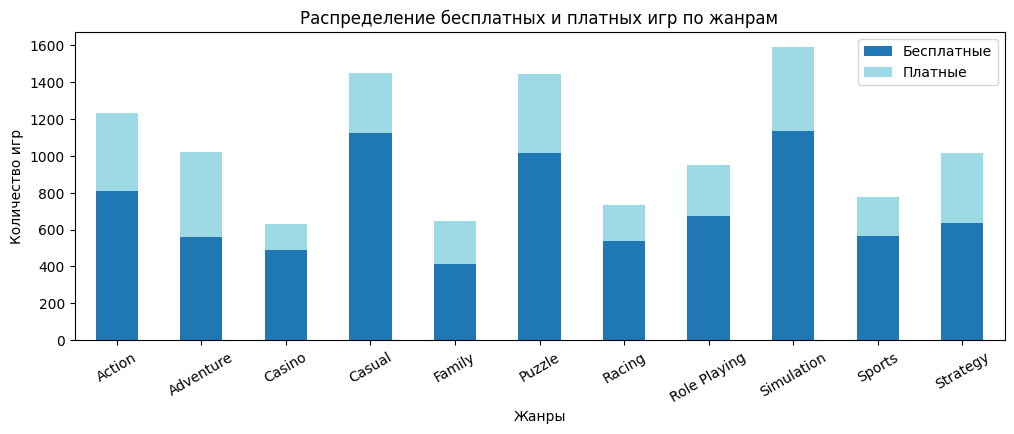 Распределение бесплатных и платных игр по жанрам
Бесплатные
Платные
Количество игр
1600
1400
1200
1000
800
600
400
200
0
Action
Adventure
Casino
Casual
Family
Puzzle
Racing
Role Playing
Simulation
Sports
Strategy
Жанры